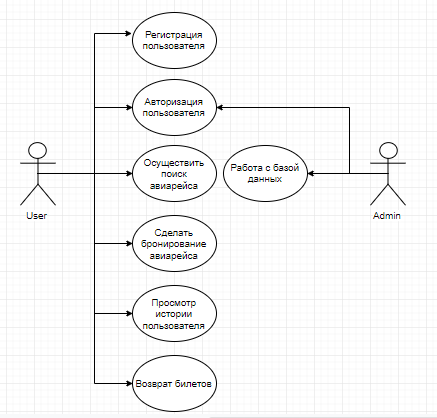 Регистрация
пользователя
Авторизация
пользователя
Осуществить
поиск
авиарейса
Работа с базой
данных
User
Admin
Сделать
бронирование
авиарейса
Просмотр
истории
пользователя
Возврат билетов